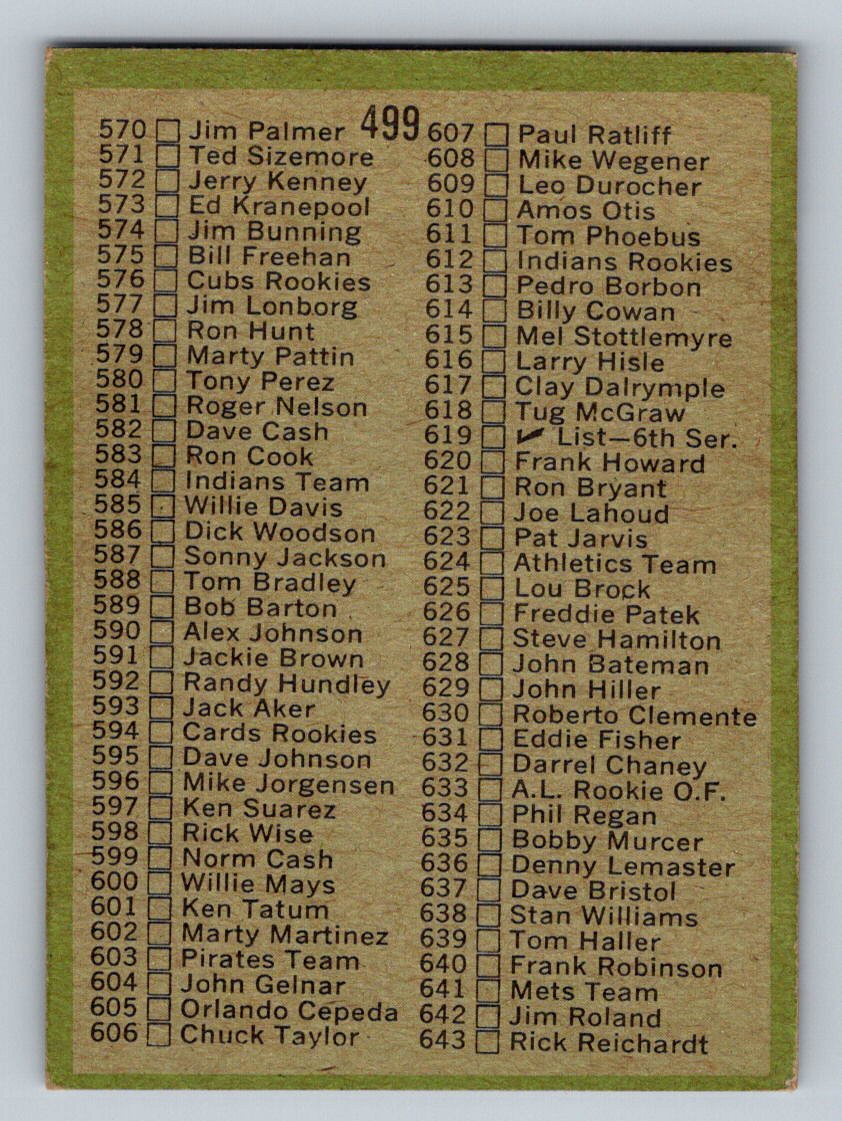 499
570 Jim Palmer
571 Ted Sizemore
572 Jerry Kenney
573 Ed Kranepool
574 Jim Bunning
575 Bill Freehan
576 Cubs Rookies
577 Jim Lonborg
578 Ron Hunt
579 Marty Pattin
580 Tony Perez
581 Roger Nelson
582 Dave Cash
583 Ron Cook
584 Indians Team
585 Willie Davis
586 Dick Woodson
587 Sonny Jackson
588 Tom Bradley
589 Bob Barton
590 Alex Johnson
591 Jackie Brown
592 Randy Hundley
593 Jack Aker
594 Cards Rookies
595 Dave Johnson
596 Mike Jorgensen
597 Ken Suarez
598 Rick Wise
599 Norm Cash
600 Willie Mays
601 Ken Tatum
602 Marty Martinez
603 Pirates Team
604 John Gelnar
605 Orlando Cepeda
606 Chuck Taylor
607 Paul Ratliff
608 Mike Wegener
609 Leo Durocher
610 Amos Otis
611 Tom Phoebus
612 Indians Rookies
613 Pedro Borbon
614 Billy Cowan
615 Mel Stottlemyre
616 Larry Hisle
617 Clay Dalrymple
618 Tug McGraw
619 ✓ List—6th Ser.
620 Frank Howard
621 Ron Bryant
622 Joe Lahoud
623 Pat Jarvis
624 Athletics Team
625 Lou Brock
626 Freddie Patek
627 Steve Hamilton
628 John Bateman
629 John Hiller
630 Roberto Clemente
631 Eddie Fisher
632 Darrel Chaney
633 A.L. Rookie O.F.
634 Phil Regan
635 Bobby Murcer
636 Denny Lemaster
637 Dave Bristol
638 Stan Williams
639 Tom Haller
640 Frank Robinson
641 Mets Team
642 Jim Roland
643 Rick Reichardt